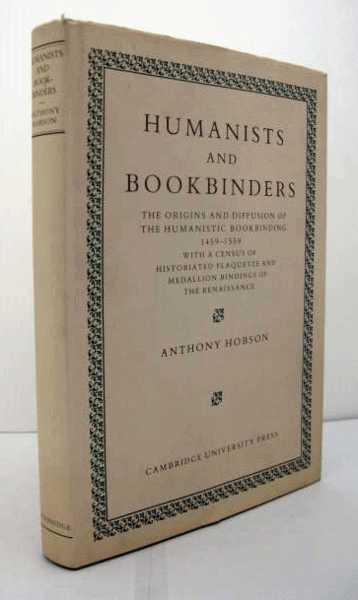 HUMANISTS
AND
BOOK-
BINDERS
ANTHONY
HOBSON
CAMBRIDGE
HUMANISTS
AND
BOOKBINDERS
THE ORIGINS AND DIFFUSION OF
THE HUMANISTIC BOOKBINDING
1459–1559
WITH A CENSUS OF
HISTORIATED PLAQUETTE AND
MEDALLION BINDINGS OF
THE RENAISSANCE
ANTHONY HOBSON
CAMBRIDGE UNIVERSITY PRESS